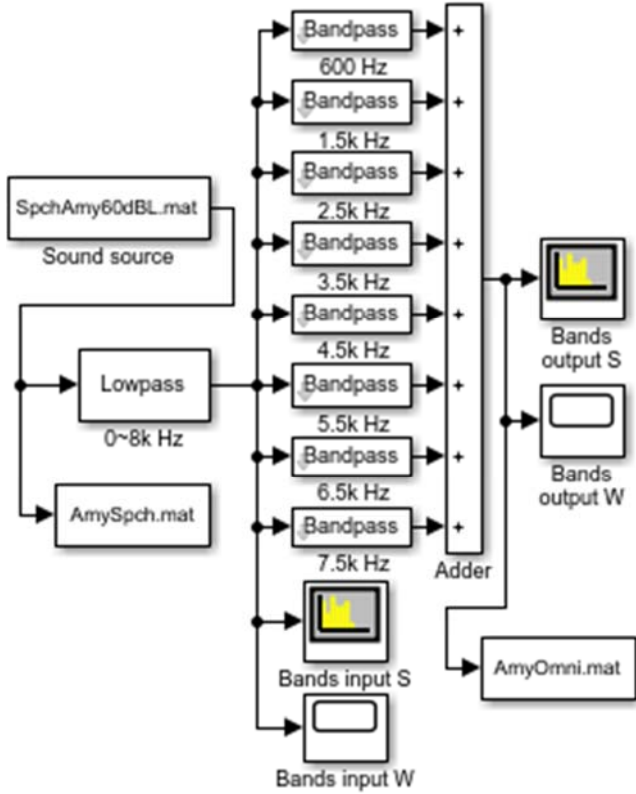 Bandpass
+
600 Hz
Bandpass
+
1.5k Hz
Bandpass
+
2.5k Hz
Bandpass
+
3.5k Hz
Bandpass
+
4.5k Hz
Bandpass
+
5.5k Hz
Bandpass
+
6.5k Hz
Bandpass
+
7.5k Hz
SpchAmy60dBL.mat
Sound source
Lowpass
0~8k Hz
AmySpch.mat
Adder
Bands
output S
Bands
output W
Bands input S
AmyOmni.mat
Bands input W